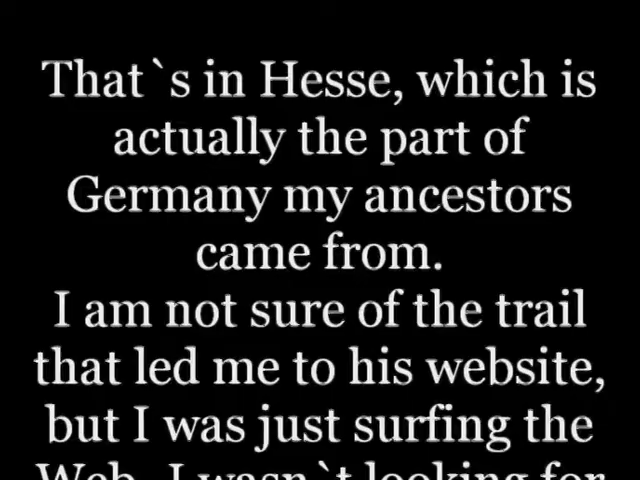 That`s in Hesse, which is
actually the part of
Germany my ancestors
came from.
I am not sure of the trail
that led me to his website,
but I was just surfing the
Web. I wasn`t looking for